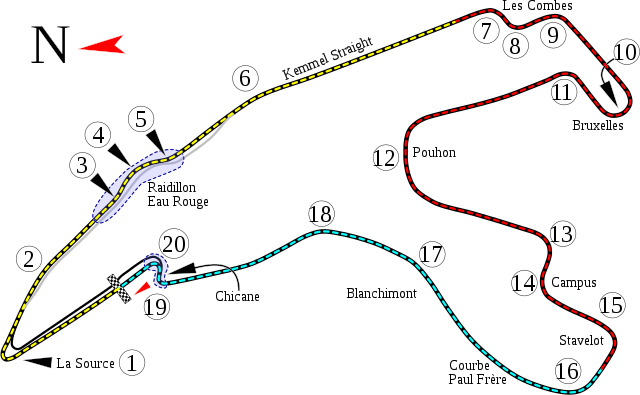 Les Combes
N
7
8
9
10
Kemmel Straight
6
11
Bruxelles
5
4
3
12
Pouhon
Raidillon
Eau Rouge
18
13
20
17
2
14
Campus
Chicane
Blanchimont
19
15
Stavelot
La Source
1
Courbe
Paul Frère
16